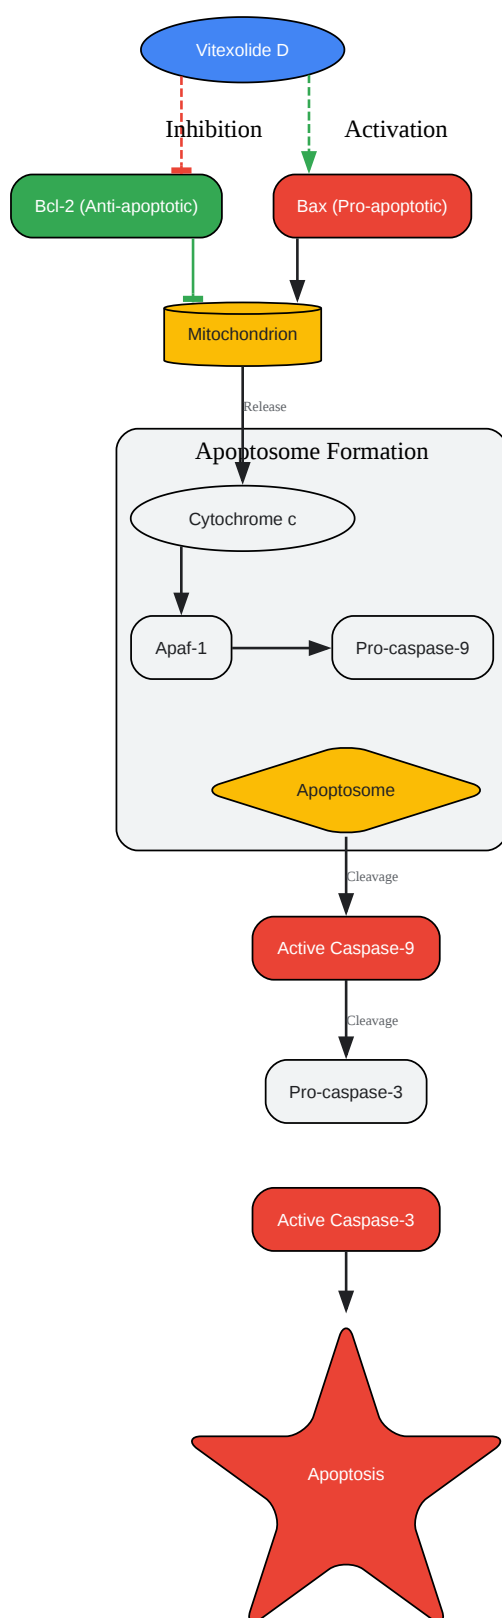 Vitexolide D
Inhibition
Activation
Bcl-2 (Anti-apoptotic)
Bax (Pro-apoptotic)
Mitochondrion
Release
Apoptosome Formation
Cytochrome c
Apaf-1
Pro-caspase-9
Apoptosome
Cleavage
Active Caspase-9
Cleavage
Pro-caspase-3
Active Caspase-3
Apoptosis